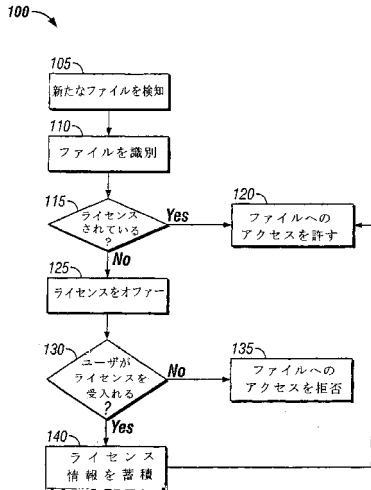 100
105
新たなファイルを検知
110
ファイルを識別
115
ライセンス
されている
?
Yes
No
120
ファイルへの
アクセスを許す
125
ライセンスをオファー
130
ユーザが
ライセンスを
受入れる
?
No
Yes
135
ファイルへの
アクセスを拒否
140
ライセンス
情報を蓄積